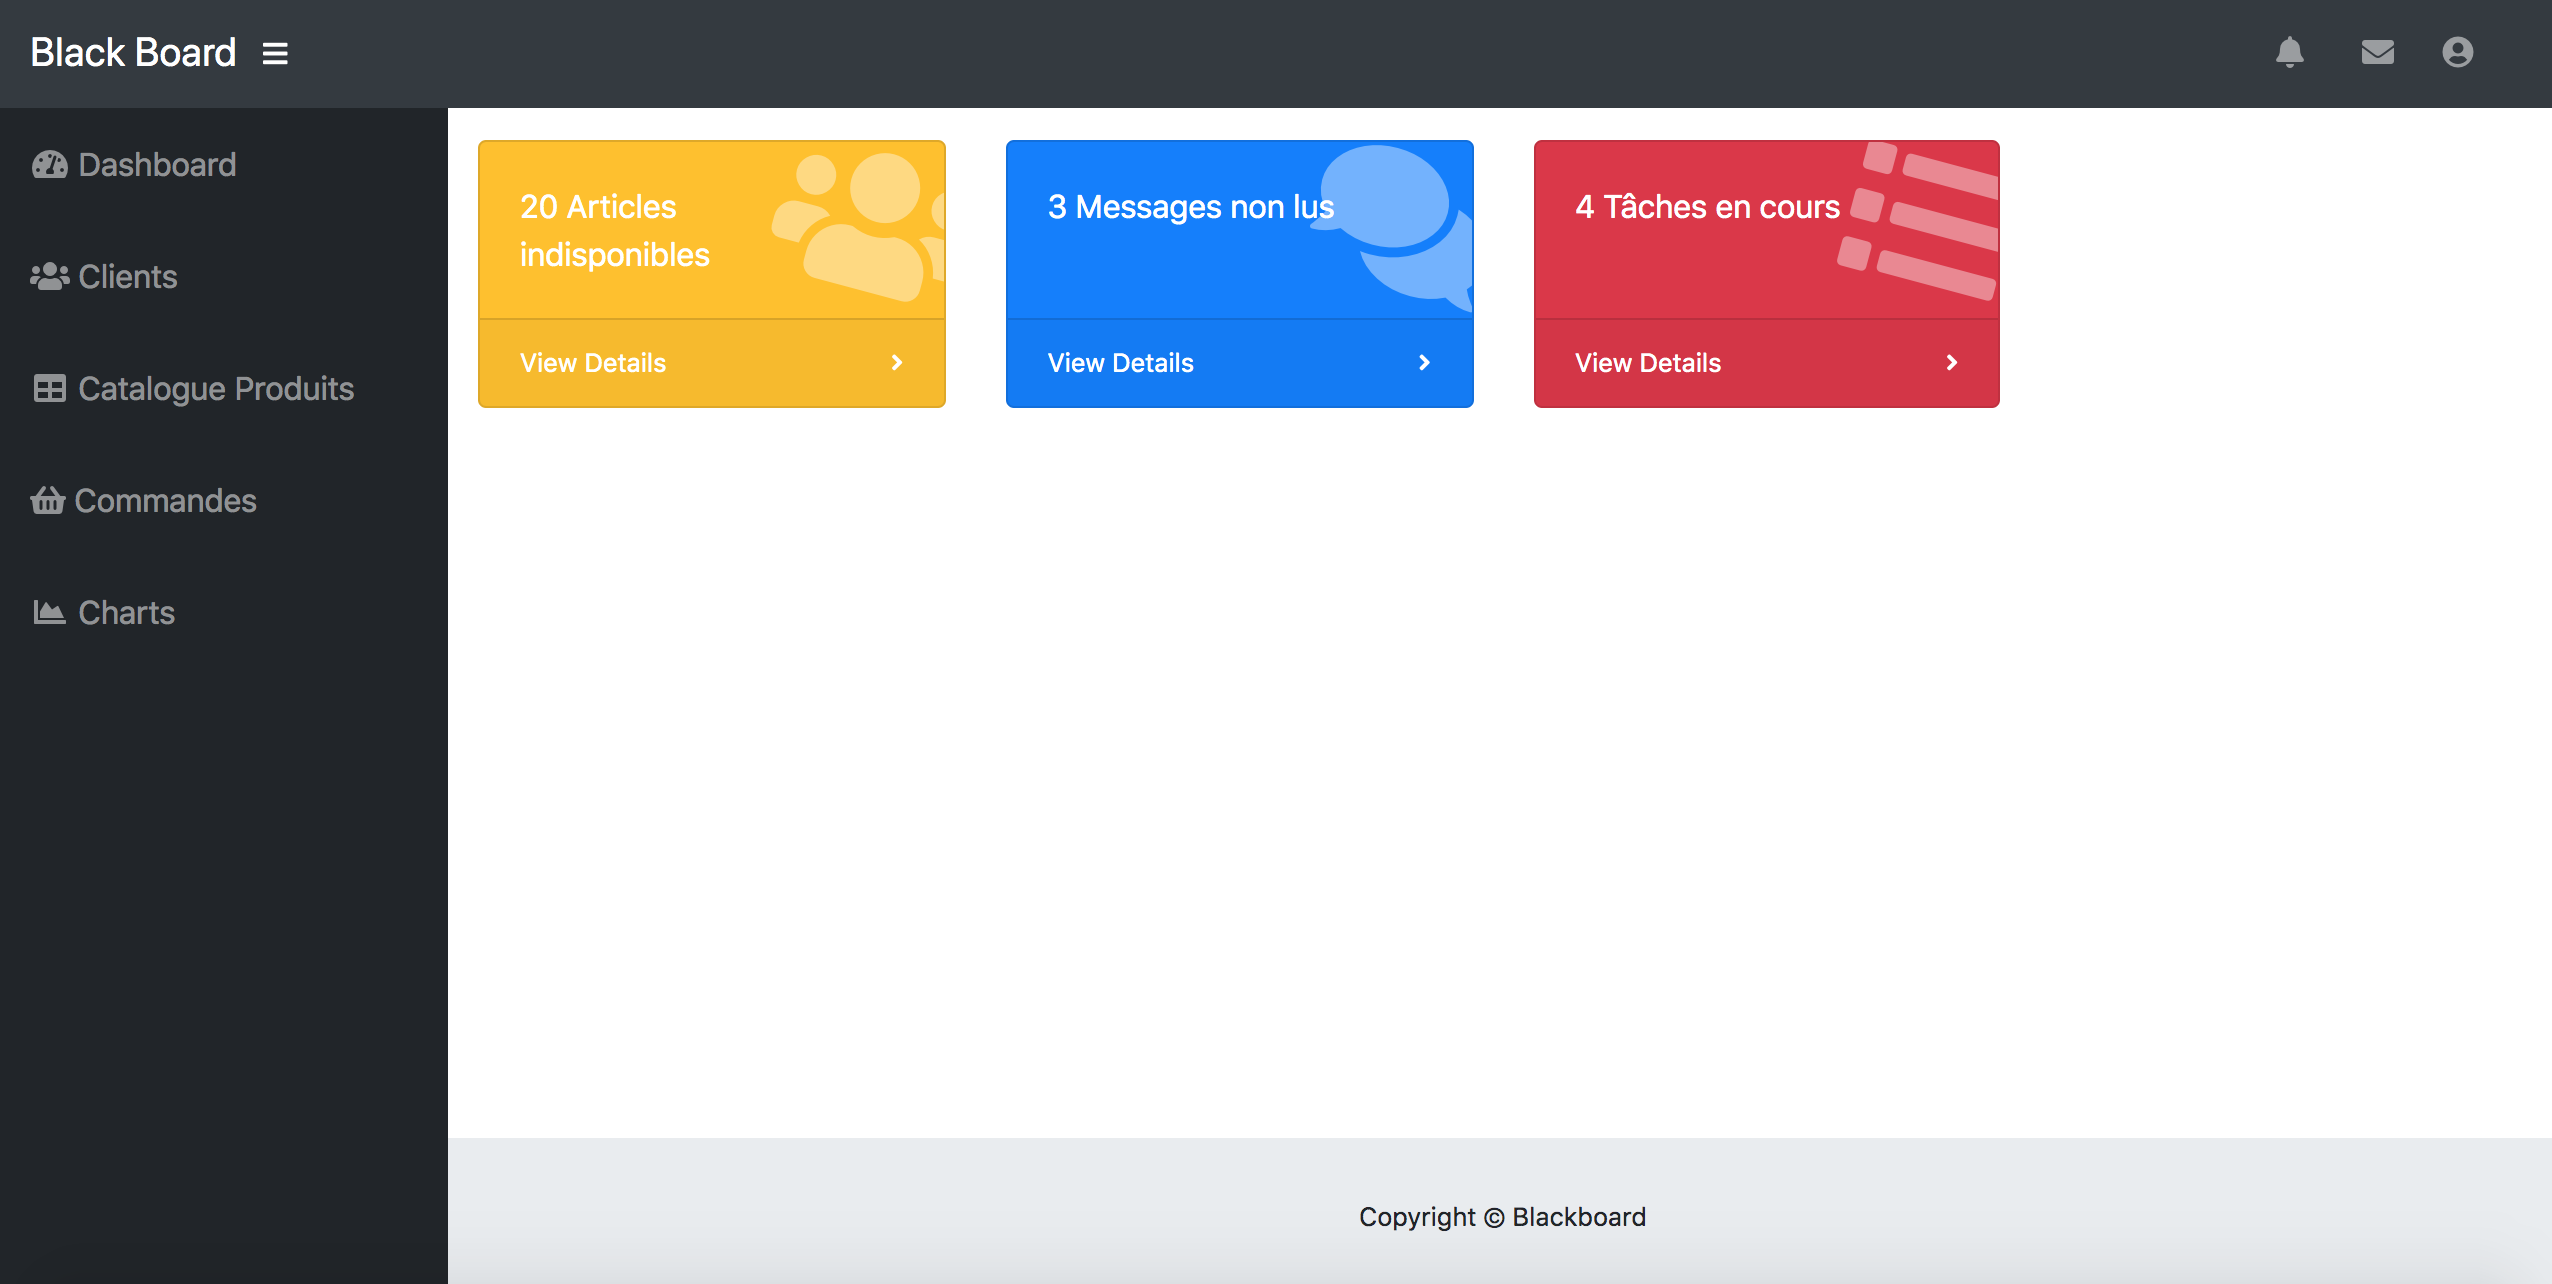 Black Board
Dashboard
Clients
Catalogue Produits
Commandes
Charts
20 Articles
indisponibles
View Details
3 Messages non lus
View Details
4 Tâches en cours
View Details
Copyright © Blackboard